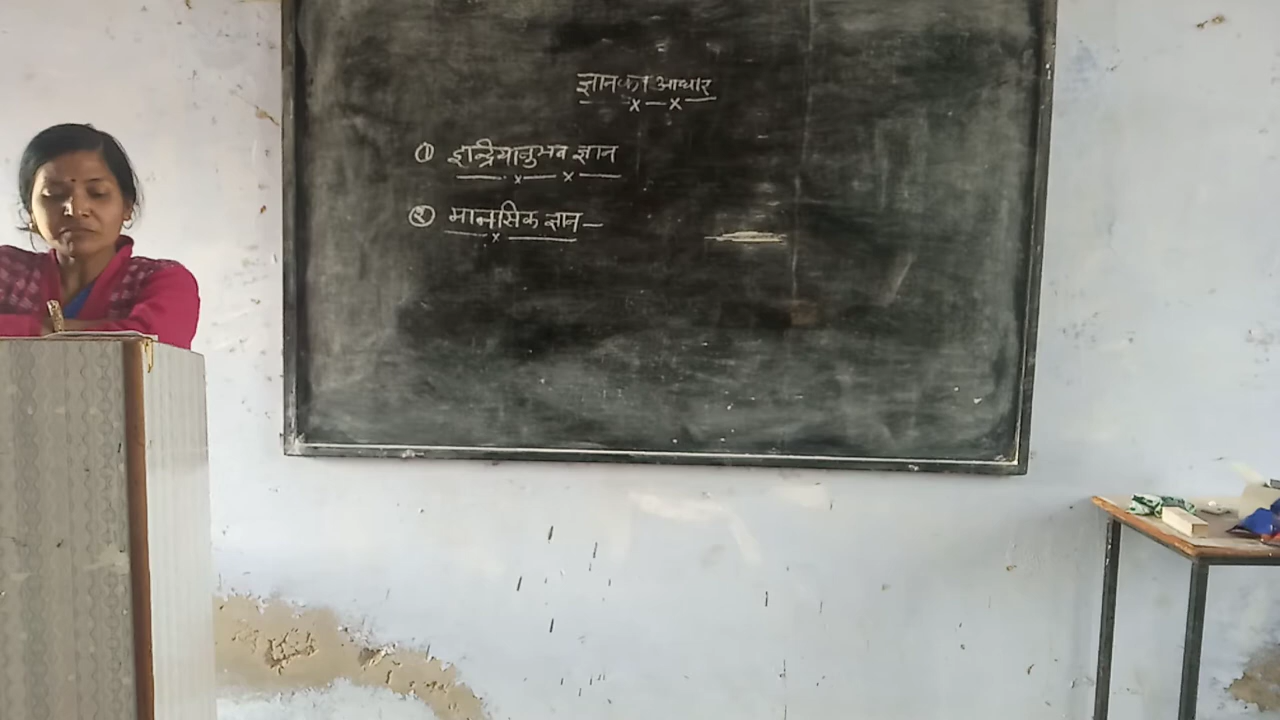 ज्ञान का आधार
① इन्द्रियानुभव ज्ञान
② मानसिक ज्ञान –